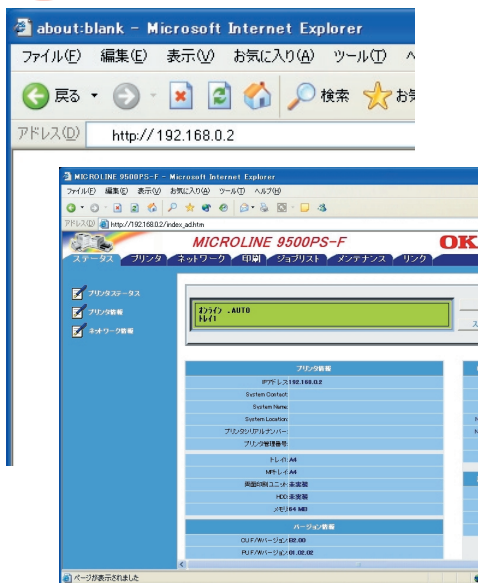 about:blank - Microsoft Internet Explorer
ファイル(F) 編集(E) 表示(V) お気に入り(A) ツール(T) ヘ
戻る 検索 お気
アドレス(D) http://192.168.0.2
MICROLINE 9500PS-F - Microsoft Internet Explorer
ファイル(F) 編集(E) 表示(V) お気に入り(A) ツール(T) ヘルプ(H)
アドレス(D) http://192.168.0.2/index_ad.htm
MICROLINE 9500PS-F OK
ステータス プリンタ ネットワーク 印刷 ジョブリスト メンテナンス リンク
プリンタステータス
プリンタ情報
ネットワーク情報
オンライン .AUTO
トレイ1
ス
プリンタ情報
IPアドレス: 192.168.0.2
System Contact:
System Name:
System Location:
プリンタシリアルナンバー:
プリンタ管理番号:
トレイ1: A4
MPトレイ: A4
両面印刷ユニット: 未実装
HDD: 未実装
メモリ: 64 MB
バージョン情報
CU F/Wバージョン: B2.00
PU F/Wバージョン: 01.02.02
ページが表示されました